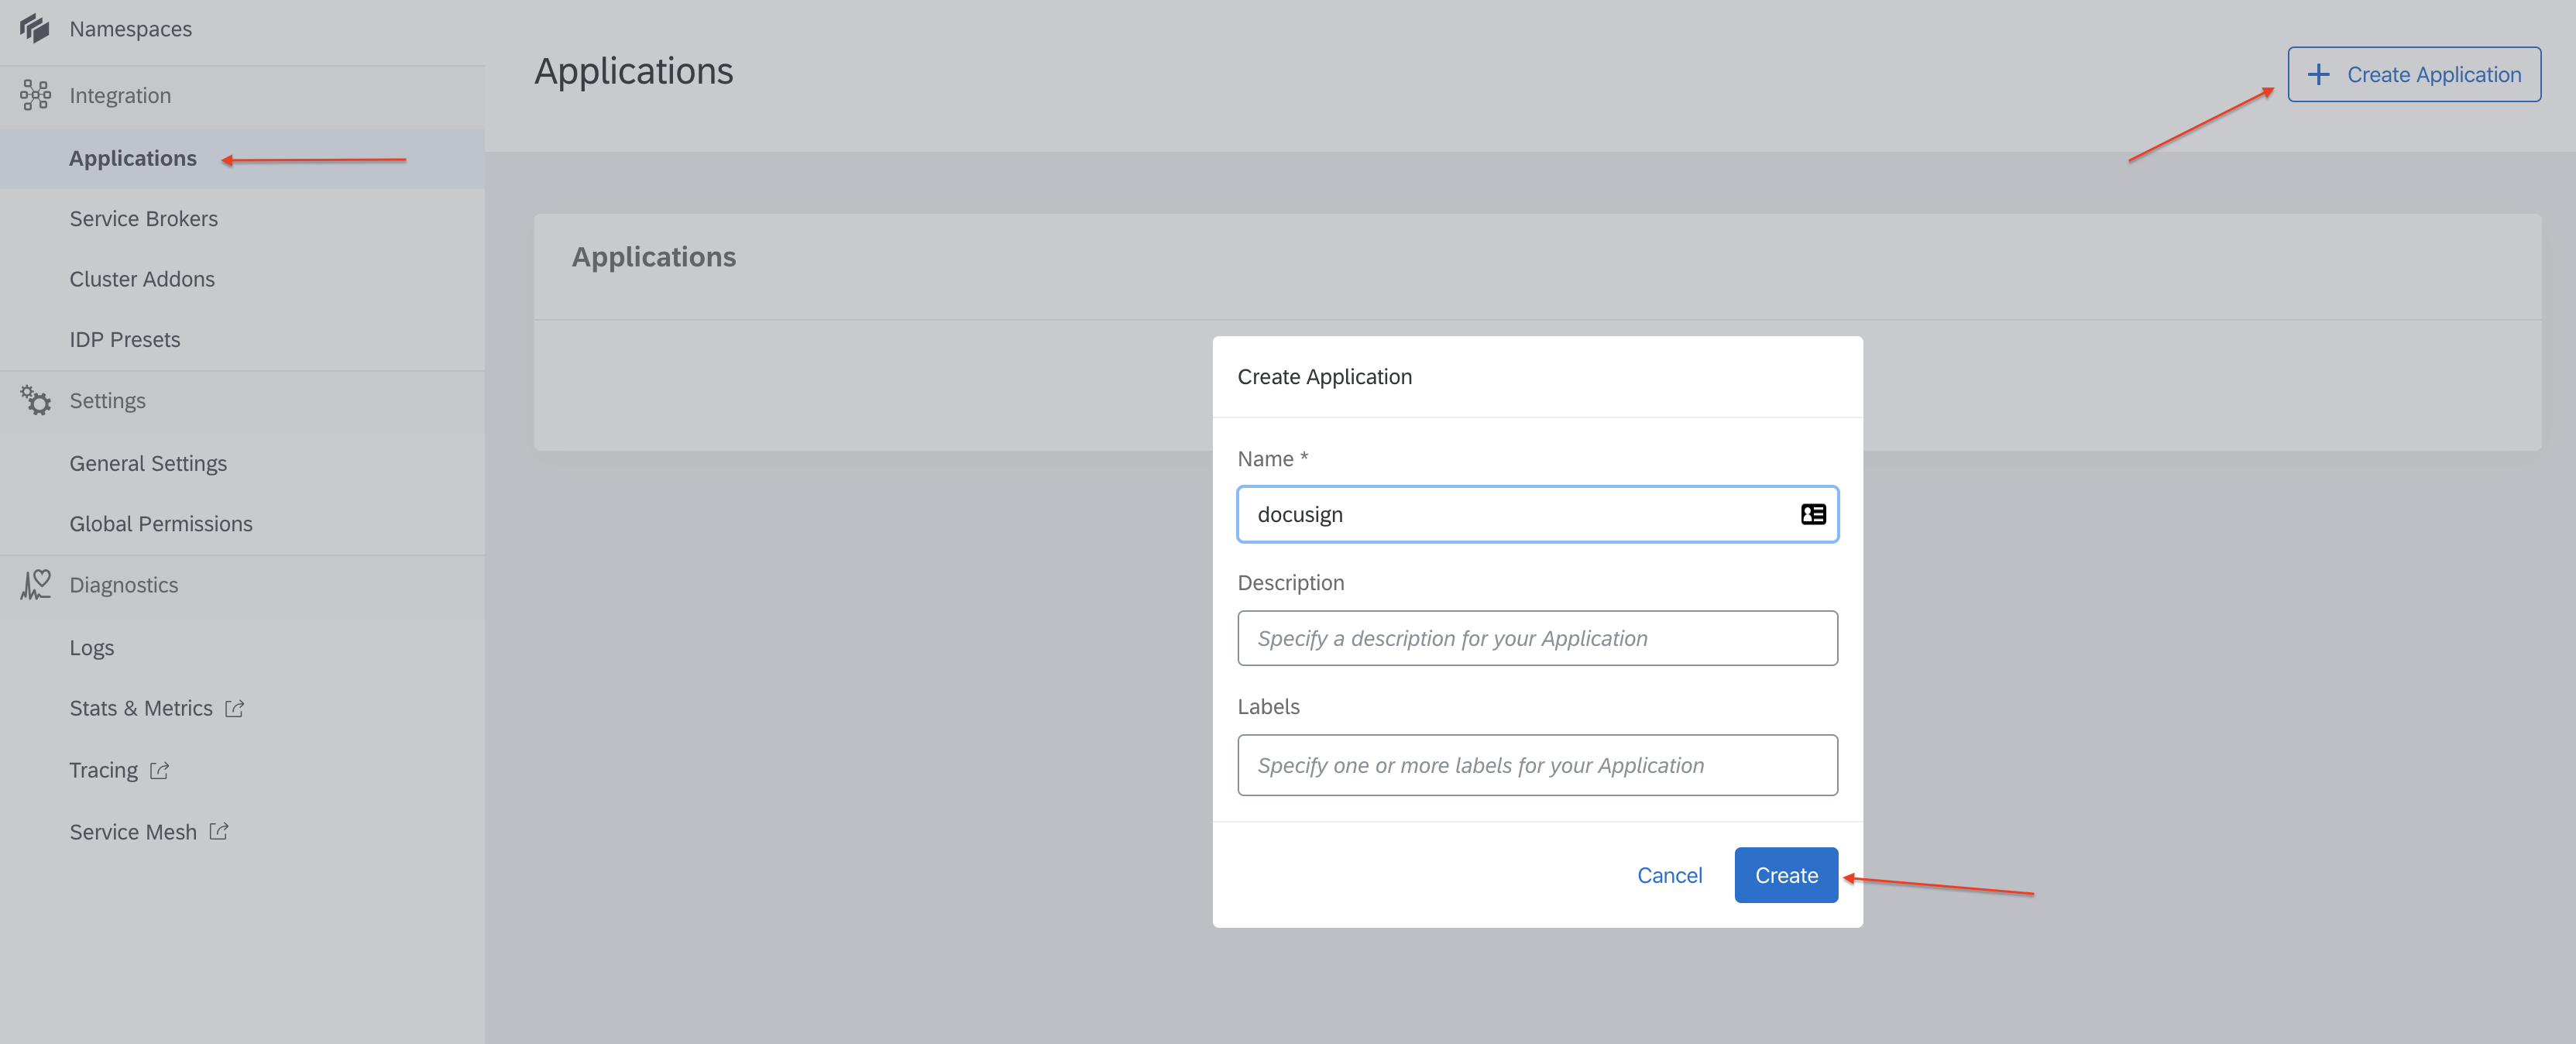 Namespaces
Integration
Applications
Service Brokers
Cluster Addons
IDP Presets
Settings
General Settings
Global Permissions
Diagnostics
Logs
Stats & Metrics
Tracing
Service Mesh
Applications
Create Application
Applications
Create Application
Name *
docusign
Description
Specify a description for your Application
Labels
Specify one or more labels for your Application
Cancel
Create